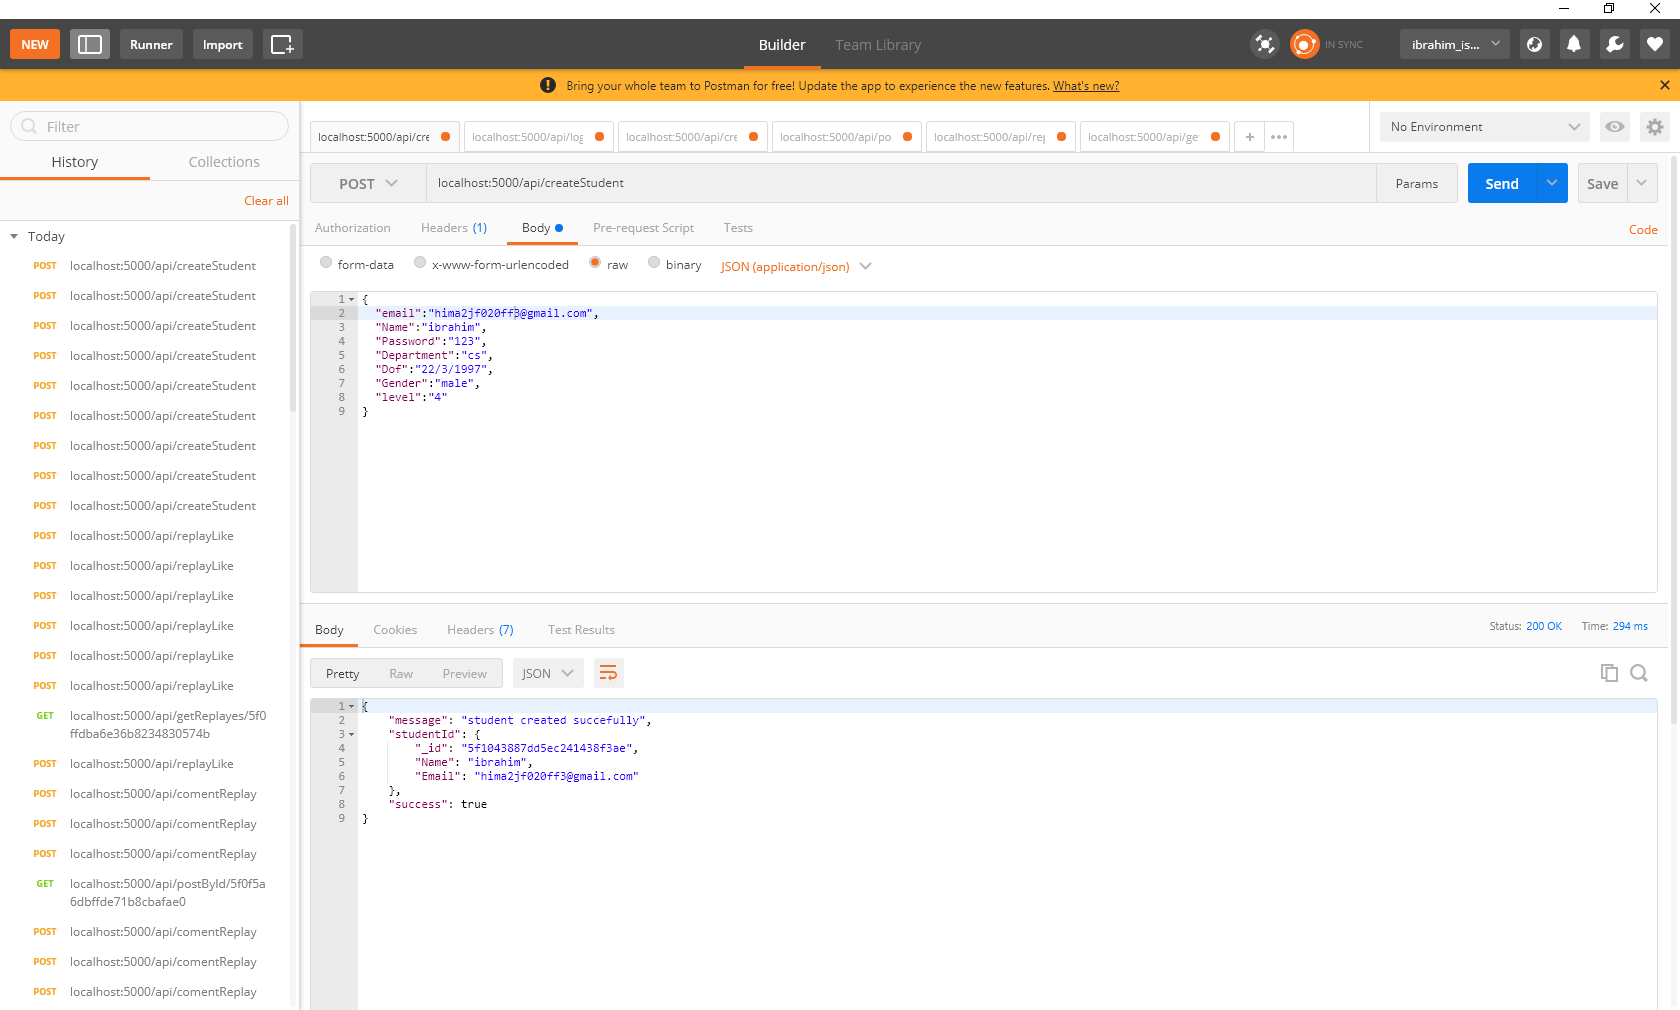 NEW
Runner
Import
Builder
Team Library
IN SYNC
ibrahim_is...
Bring your whole team to Postman for free! Update the app to experience the new features. What's new?
Filter
History
Collections
Clear all
Today
POST localhost:5000/api/createStudent
POST localhost:5000/api/createStudent
POST localhost:5000/api/createStudent
POST localhost:5000/api/createStudent
POST localhost:5000/api/createStudent
POST localhost:5000/api/createStudent
POST localhost:5000/api/createStudent
POST localhost:5000/api/createStudent
POST localhost:5000/api/createStudent
POST localhost:5000/api/replayLike
POST localhost:5000/api/replayLike
POST localhost:5000/api/replayLike
POST localhost:5000/api/replayLike
POST localhost:5000/api/replayLike
POST localhost:5000/api/replayLike
GET localhost:5000/api/getReplayes/5f0
ffdba6e36b8234830574b
POST localhost:5000/api/replayLike
POST localhost:5000/api/comentReplay
POST localhost:5000/api/comentReplay
POST localhost:5000/api/comentReplay
GET localhost:5000/api/postById/5f0f5a
6dbffde71b8cbafae0
POST localhost:5000/api/comentReplay
POST localhost:5000/api/comentReplay
POST localhost:5000/api/comentReplay
localhost:5000/api/cre
localhost:5000/api/log
localhost:5000/api/cre
localhost:5000/api/po
localhost:5000/api/rep
localhost:5000/api/ge
No Environment
POST
localhost:5000/api/createStudent
Params
Send
Save
Authorization
Headers (1)
Body
Pre-request Script
Tests
Code
form-data
x-www-form-urlencoded
raw
binary
JSON (application/json)
1 {
2 "email":"hima2jf020ff3@gmail.com",
3 "Name":"ibrahim",
4 "Password":"123",
5 "Department":"cs",
6 "Dof":"22/3/1997",
7 "Gender":"male",
8 "level":"4"
9 }
Body
Cookies
Headers (7)
Test Results
Status: 200 OK
Time: 294 ms
Pretty
Raw
Preview
JSON
1 {
2 "message": "student created succefully",
3 "studentId": {
4 "_id": "5f1043887dd5ec241438f3ae",
5 "Name": "ibrahim",
6 "Email": "hima2jf020ff3@gmail.com"
7 },
8 "success": true
9 }